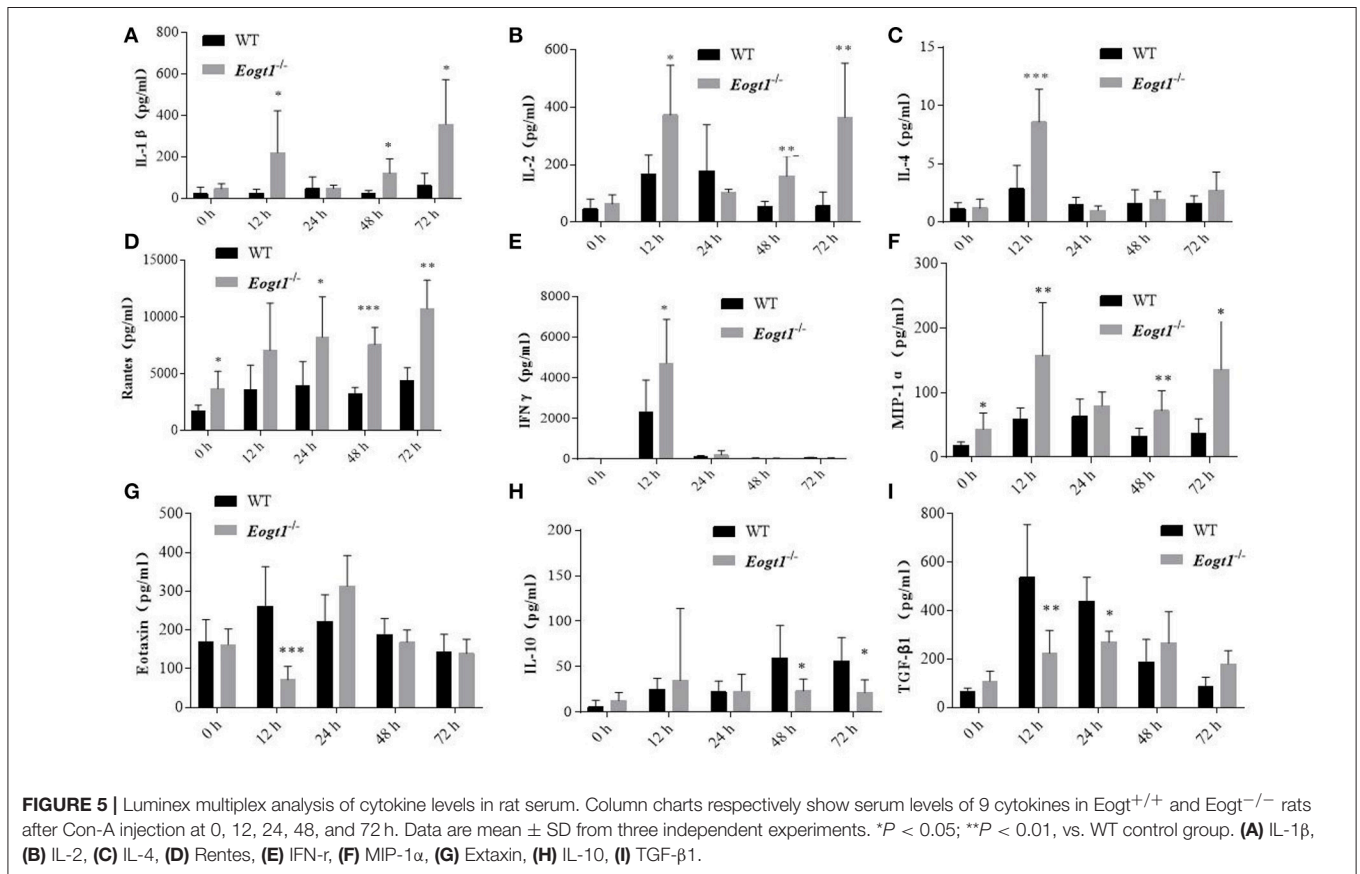 A
WT
Eogt1-/-
IL-1 β (pg/ml)
800
600
400
200
0
*
*
*
0 h
12 h
24 h
48 h
72 h
B
WT
Eogt1-/-
IL-2 (pg/ml)
600
400
200
0
*
**
**
0 h
12 h
24 h
48 h
72 h
C
WT
Eogt1-/-
IL-4 (pg/ml)
15
10
5
0
***
0 h
12 h
24 h
48 h
72 h
D
WT
Eogt1-/-
Rantes (pg/ml)
15000
10000
5000
0
*
*
***
**
0 h
12 h
24 h
48 h
72 h
E
WT
Eogt1-/-
IFN γ (pg/ml)
8000
6000
4000
2000
0
*
0 h
12 h
24 h
48 h
72 h
F
WT
Eogt1-/-
MIP-1 α (pg/ml)
300
200
100
0
*
**
**
*
0 h
12 h
24 h
48 h
72 h
G
WT
Eogt1-/-
Eotaxin (pg/ml)
500
400
300
200
100
0
***
0 h
12 h
24 h
48 h
72 h
H
WT
Eogt1-/-
IL-10 (pg/ml)
200
150
100
50
0
*
*
0 h
12 h
24 h
48 h
72 h
I
WT
Eogt1-/-
TGF-β1 (pg/ml)
800
600
400
200
0
**
*
0 h
12 h
24 h
48 h
72 h
FIGURE 5 | Luminex multiplex analysis of cytokine levels in rat serum. Column charts respectively show serum levels of 9 cytokines in Eogt+/+ and Eogt−/− rats
after Con-A injection at 0, 12, 24, 48, and 72 h. Data are mean ± SD from three independent experiments. *P < 0.05; **P < 0.01, vs. WT control group. (A) IL-1β,
(B) IL-2, (C) IL-4, (D) Rentes, (E) IFN-r, (F) MIP-1α, (G) Extaxin, (H) IL-10, (I) TGF-β1.